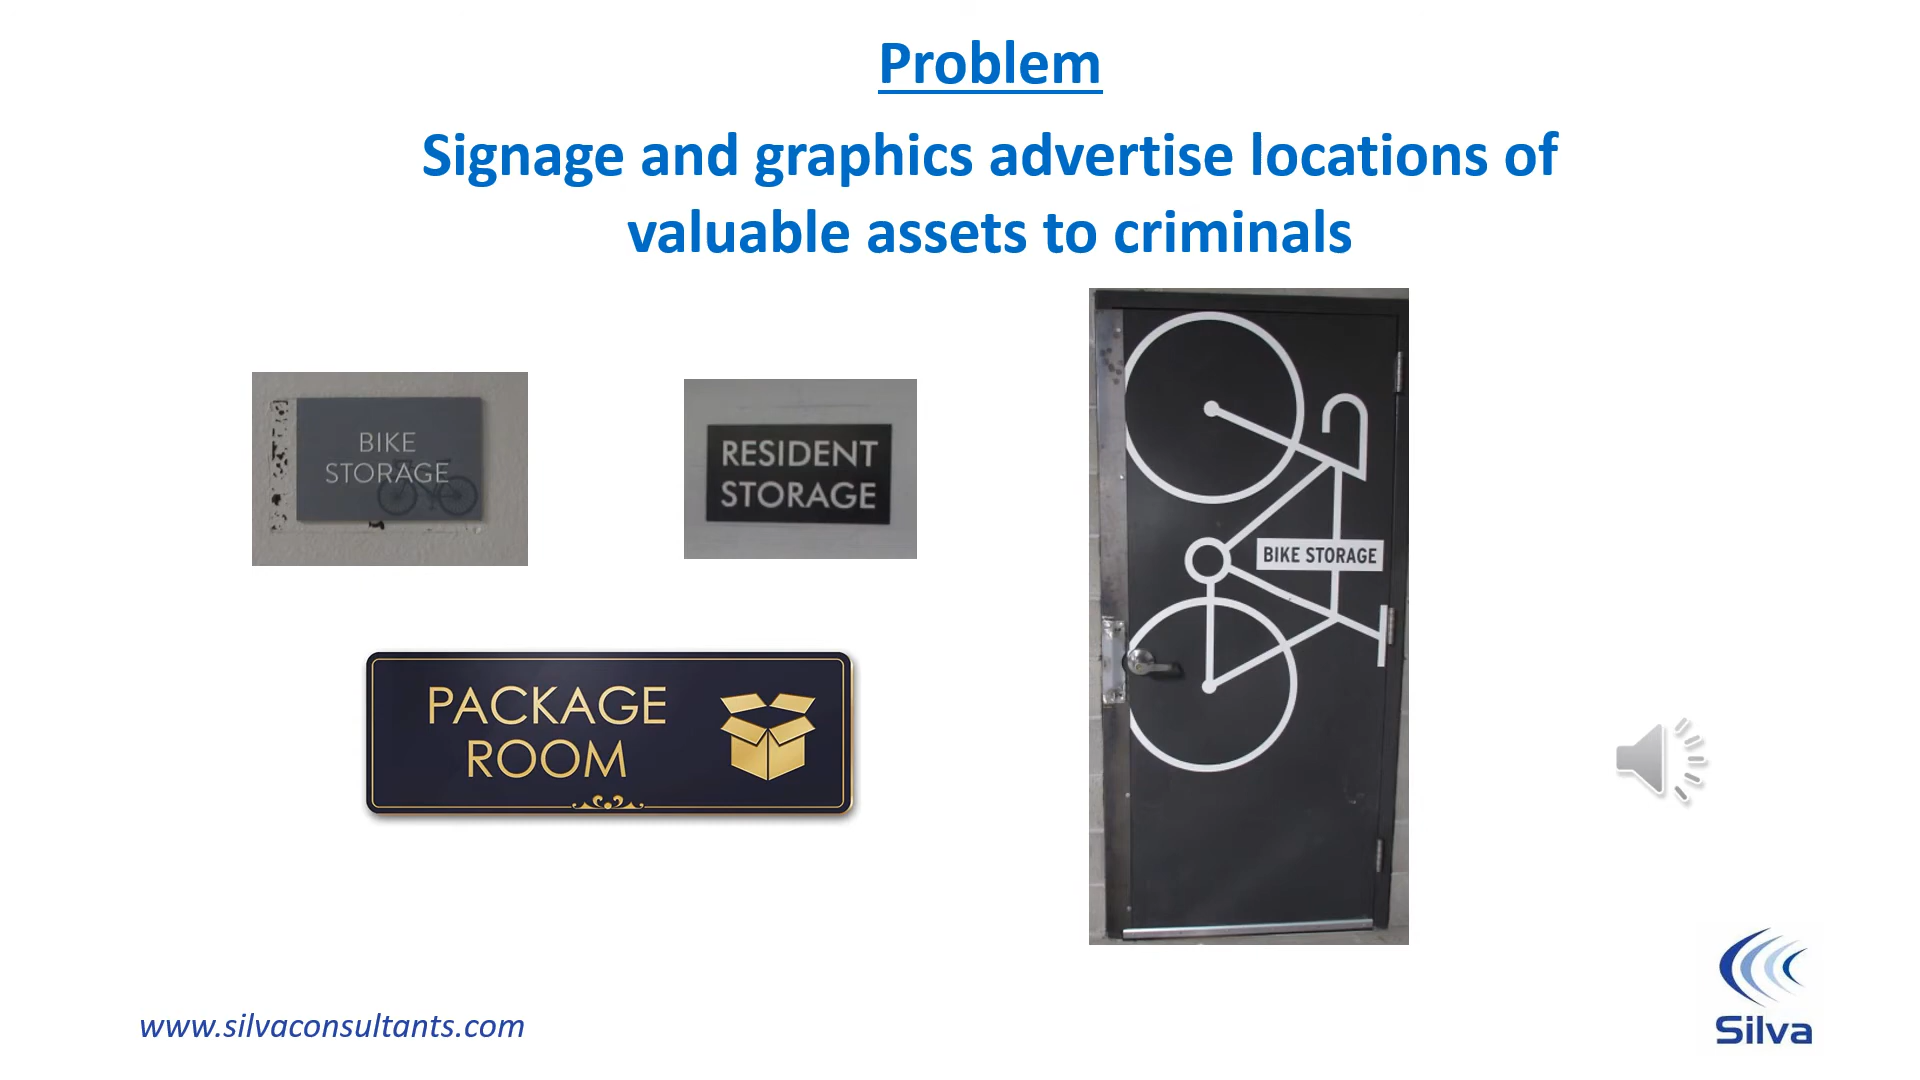 Problem
Signage and graphics advertise locations of
valuable assets to criminals
BIKE
STORAGE
RESIDENT
STORAGE
BIKE STORAGE
PACKAGE
ROOM
www.silvaconsultants.com
Silva